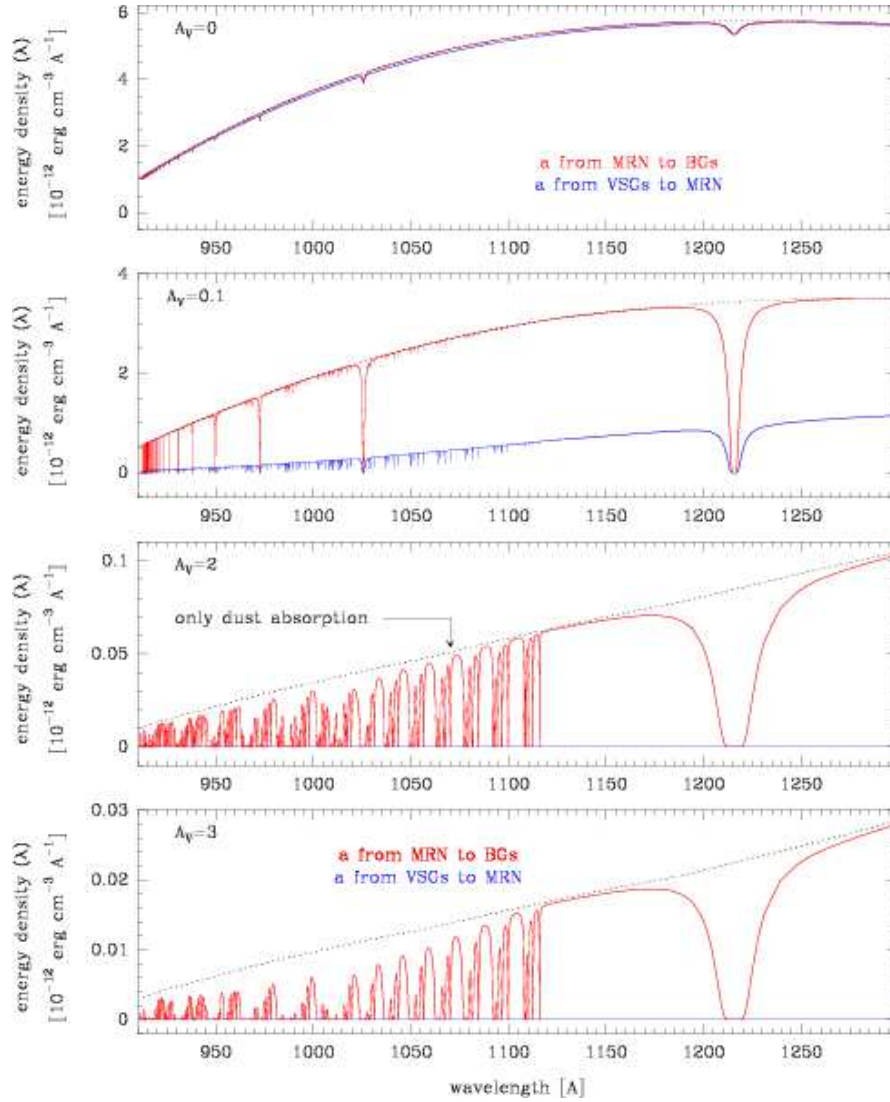 A_V=0
energy density (λ)
[10⁻¹² erg cm⁻³ A⁻¹]
6
4
2
0
a from MRN to BGs
a from VSGs to MRN
950 1000 1050 1100 1150 1200 1250
A_V=0.1
energy density (λ)
[10⁻¹² erg cm⁻³ A⁻¹]
4
2
0
950 1000 1050 1100 1150 1200 1250
A_V=2
energy density (λ)
[10⁻¹² erg cm⁻³ A⁻¹]
0.1
0.05
0
only dust absorption
950 1000 1050 1100 1150 1200 1250
A_V=3
energy density (λ)
[10⁻¹² erg cm⁻³ A⁻¹]
0.03
0.02
0.01
0
a from MRN to BGs
a from VSGs to MRN
950 1000 1050 1100 1150 1200 1250
wavelength [A]